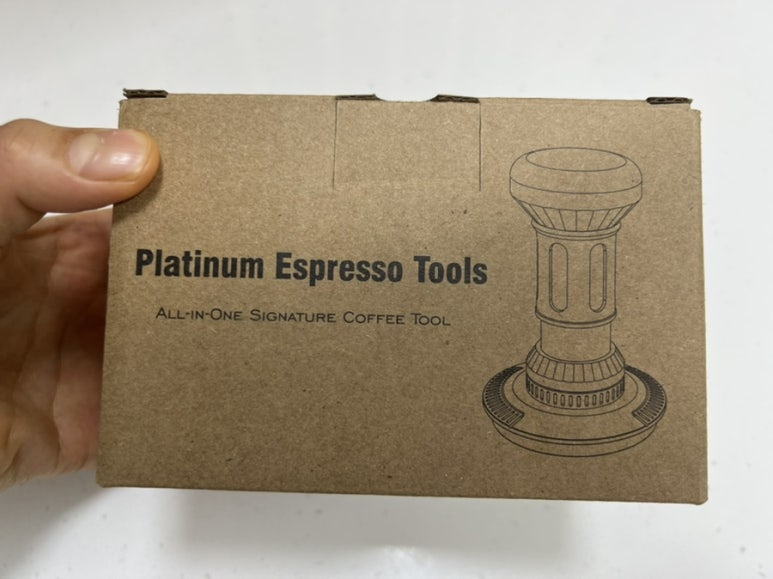 Platinum Espresso Tools
All-in-One Signature Coffee Tool